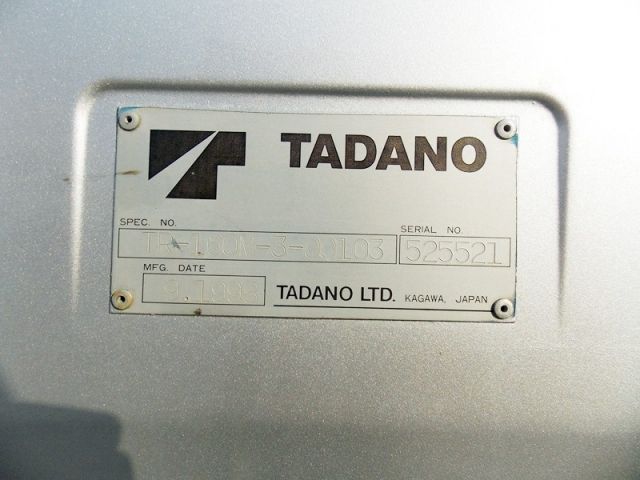 TADANO
SPEC. NO.
SERIAL NO.
525521
MFG. DATE
TADANO LTD. KAGAWA, JAPAN